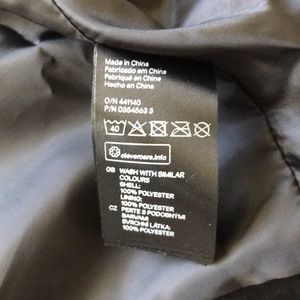 Made in China
Fabricado em China
Fabriqué en Chine
Hecho en China
O/N 441140
P/N 0354563 3
40
clevercare.info
GB WASH WITH SIMILAR
COLOURS
SHELL:
100% POLYESTER
LINING:
100% POLYESTER
CZ PERTE S PODOBNÝMI
BARVAMI
SVRCHNÍ LÁTKA:
100% POLYESTER